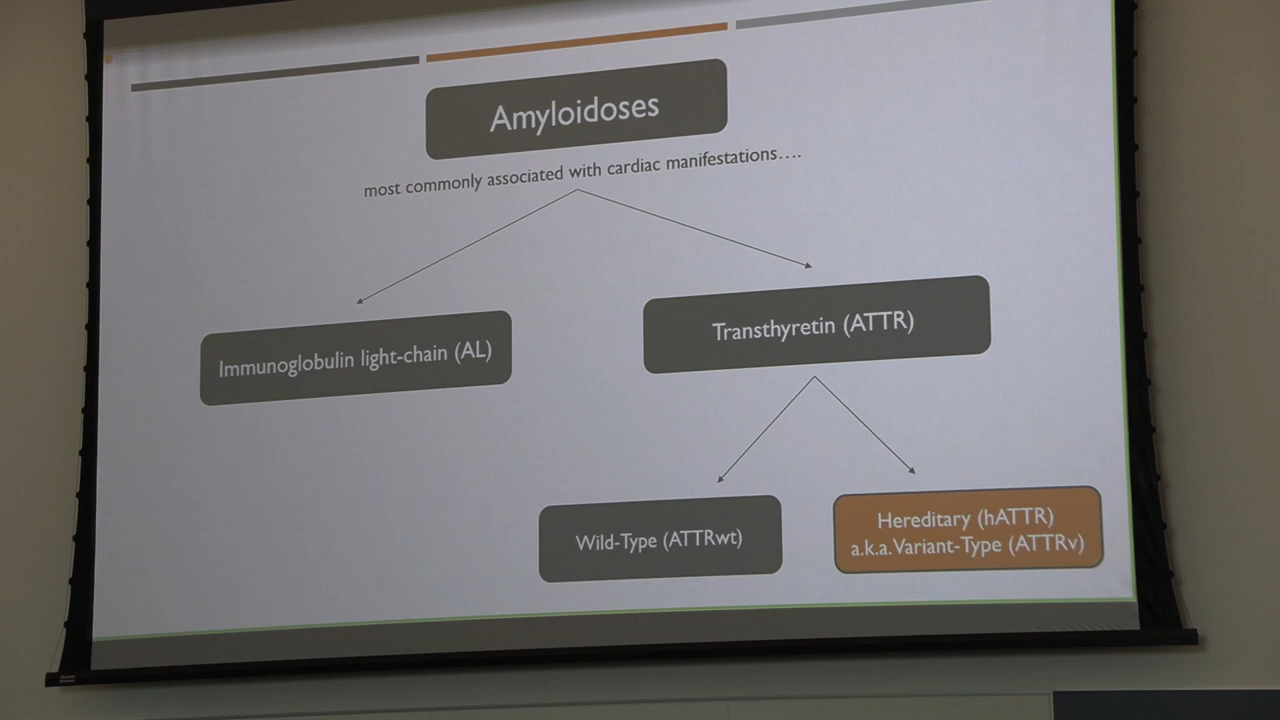 Amyloidoses
most commonly associated with cardiac manifestations….
Immunoglobulin light-chain (AL)
Transthyretin (ATTR)
Wild-Type (ATTRwt)
Hereditary (hATTR)
a.k.a. Variant-Type (ATTRv)